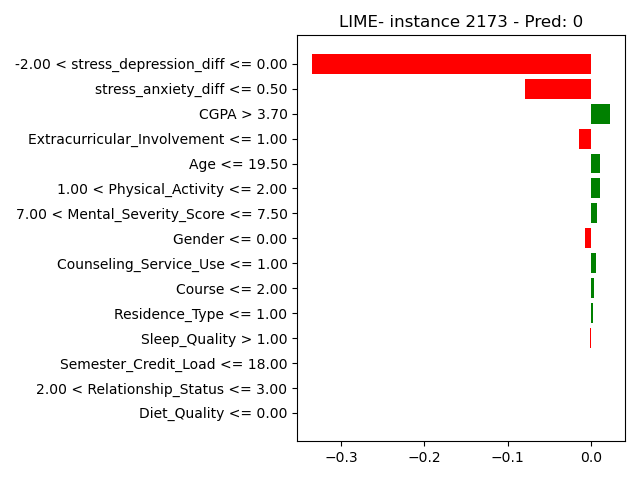 LIME- instance 2173 - Pred: 0
-2.00 < stress_depression_diff <= 0.00
stress_anxiety_diff <= 0.50
CGPA > 3.70
Extracurricular_Involvement <= 1.00
Age <= 19.50
1.00 < Physical_Activity <= 2.00
7.00 < Mental_Severity_Score <= 7.50
Gender <= 0.00
Counseling_Service_Use <= 1.00
Course <= 2.00
Residence_Type <= 1.00
Sleep_Quality > 1.00
Semester_Credit_Load <= 18.00
2.00 < Relationship_Status <= 3.00
Diet_Quality <= 0.00
−0.3 −0.2 −0.1 0.0